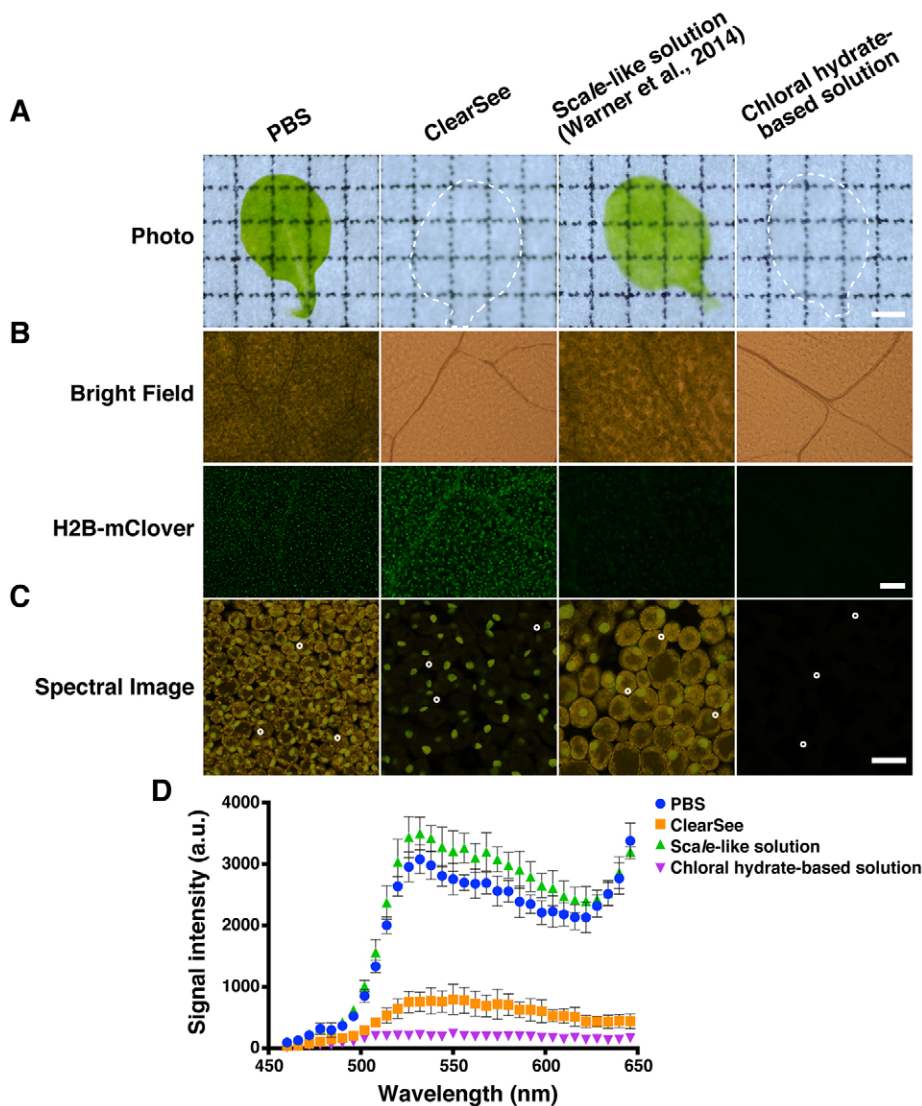 A
PBS
ClearSee
Scale-like solution
(Warner et al., 2014)
Chloral hydrate-
based solution
Photo
B
Bright Field
H2B-mClover
C
Spectral Image
D
4000
3000
2000
1000
0
Signal intensity (a.u.)
450
500
550
600
650
Wavelength (nm)
PBS
ClearSee
Scale-like solution
Chloral hydrate-based solution